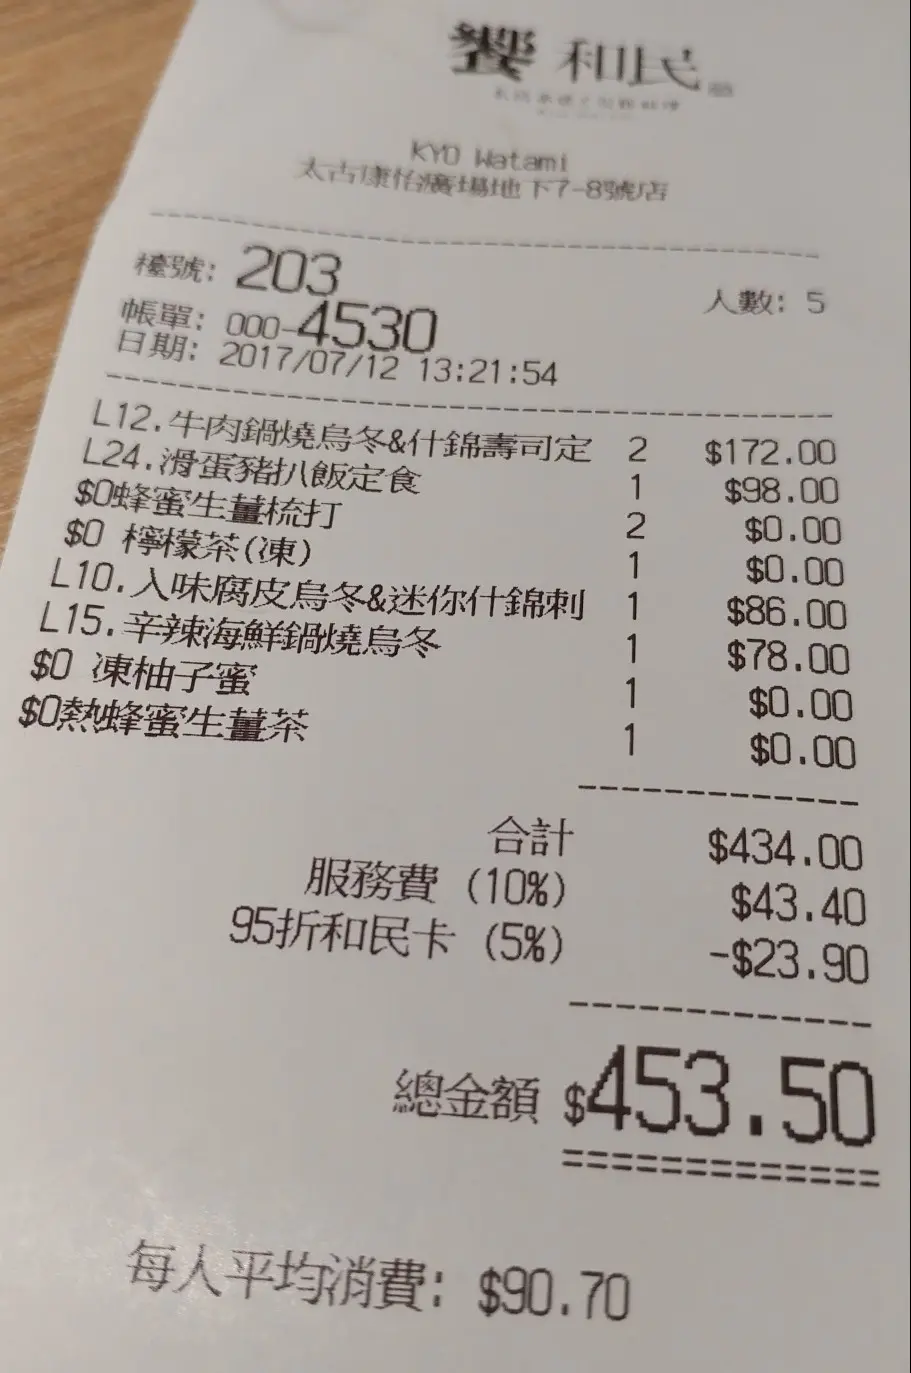 饗 和民
KYO Watami
太古康怡廣場地下7-8號店
檯號: 203
人數: 5
帳單: 000-4530
日期: 2017/07/12 13:21:54
L12.牛肉鍋燒烏冬&什錦壽司定 2 $172.00
L24.滑蛋豬扒飯定食 1 $98.00
$0蜂蜜生薑梳打 2 $0.00
$0 檸檬茶(凍) 1 $0.00
L10.入味腐皮烏冬&迷你什錦刺 1 $86.00
L15.辛辣海鮮鍋燒烏冬 1 $78.00
$0 凍柚子蜜 1 $0.00
$0熱蜂蜜生薑茶 1 $0.00
合計 $434.00
服務費 (10%) $43.40
95折和民卡 (5%) -$23.90
總金額 $453.50
每人平均消費: $90.70